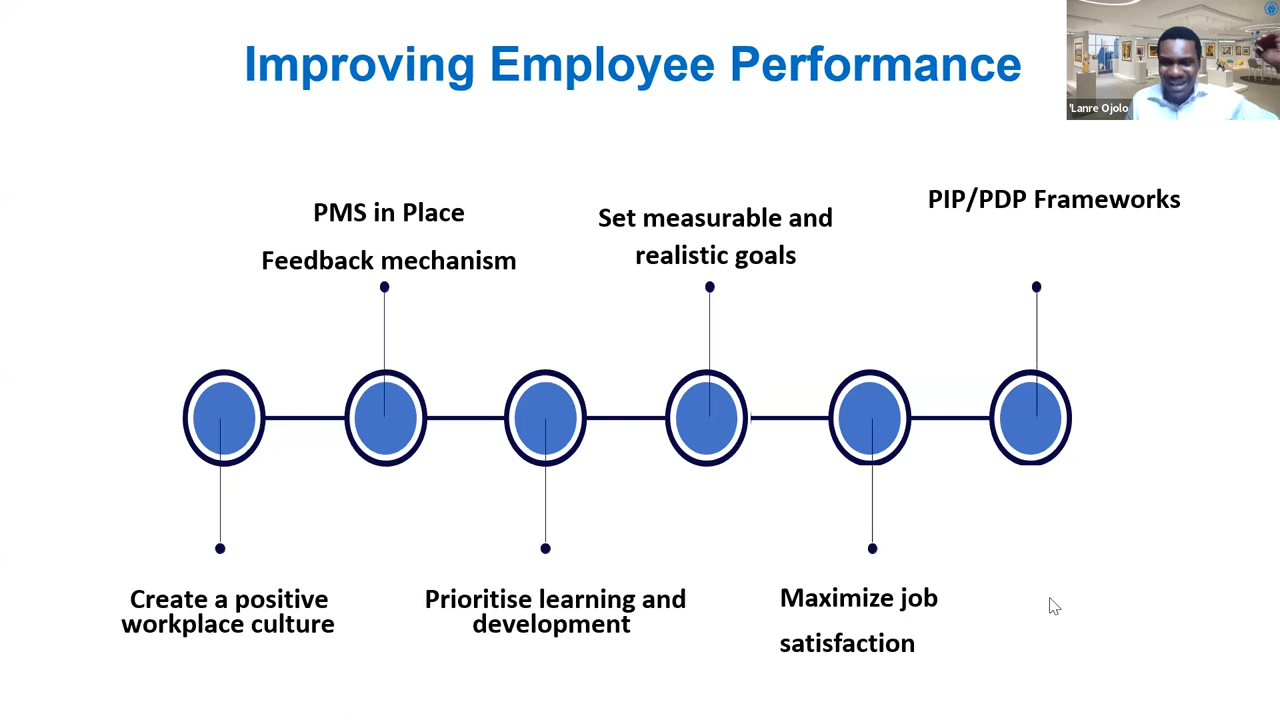 Improving Employee Performance
'Lanre Ojolo
PMS in Place
Feedback mechanism
Set measurable and
realistic goals
PIP/PDP Frameworks
Create a positive
workplace culture
Prioritise learning and
development
Maximize job
satisfaction